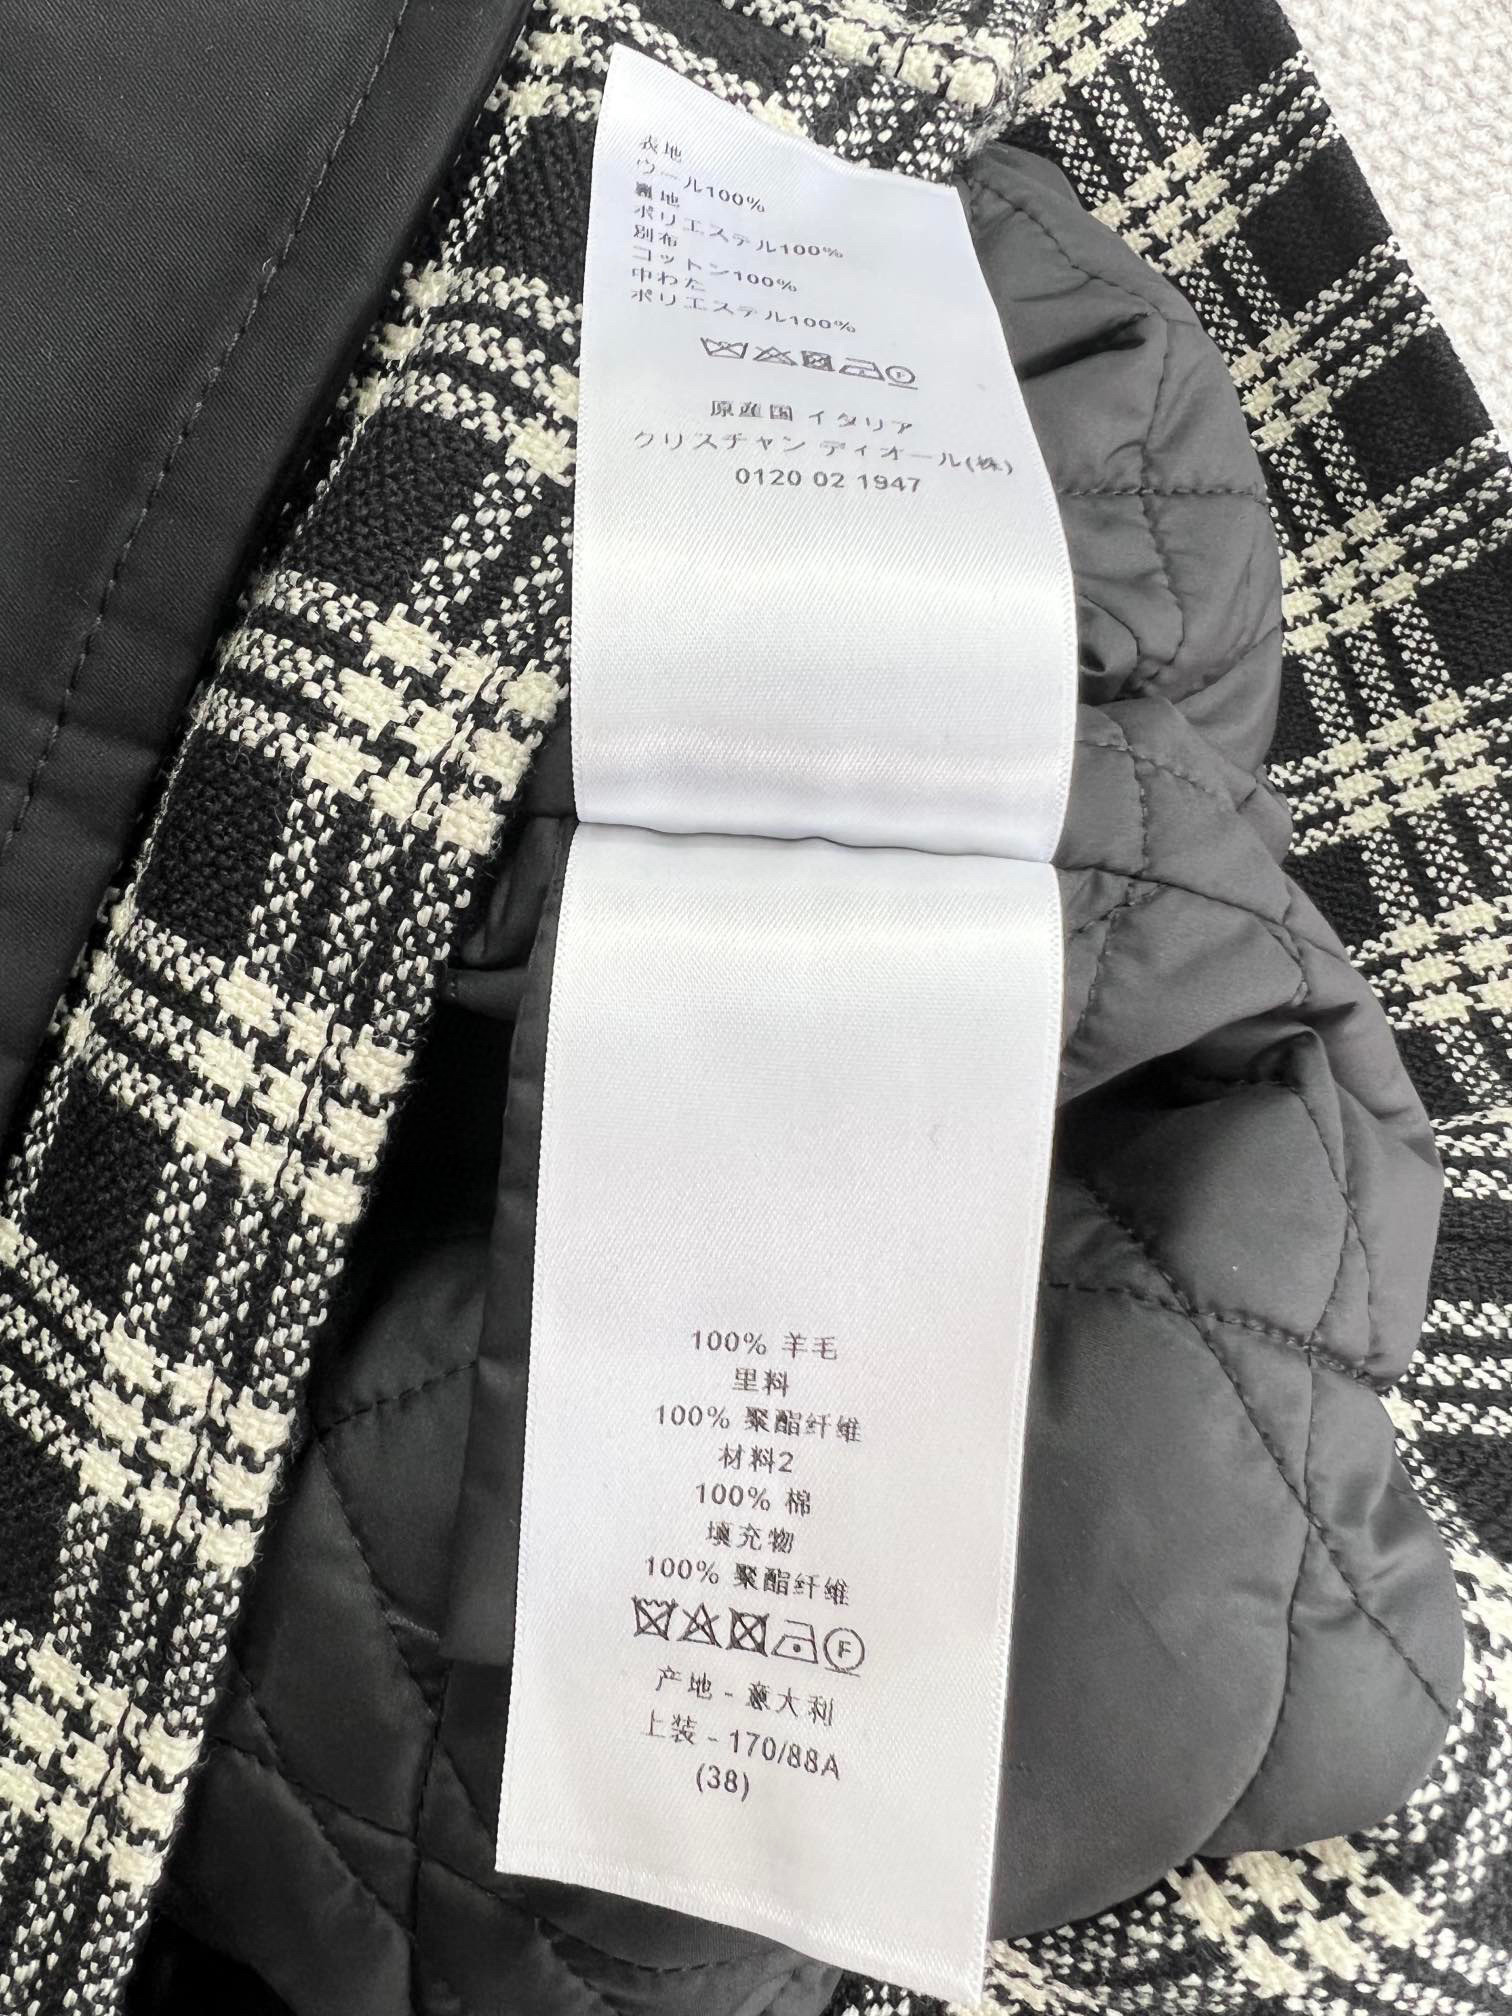 表地
ウール100%
裏地
ポリエステル100%
別布
コットン100%
中わた
ポリエステル100%
F
原産国 イタリア
クリスチャン ディオール(株)
0120 02 1947
100% 羊毛
里料
100% 聚酯纤维
材料2
100% 棉
填充物
100% 聚酯纤维
F
产地 - 意大利
上装 - 170/88A
(38)